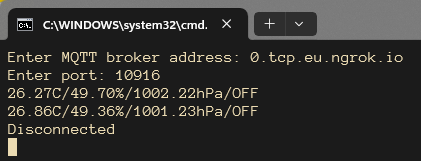 C:\WINDOWS\system32\cmd.
Enter MQTT broker address: 0.tcp.eu.ngrok.io
Enter port: 10916
26.27C/49.70%/1002.22hPa/OFF
26.86C/49.36%/1001.23hPa/OFF
Disconnected